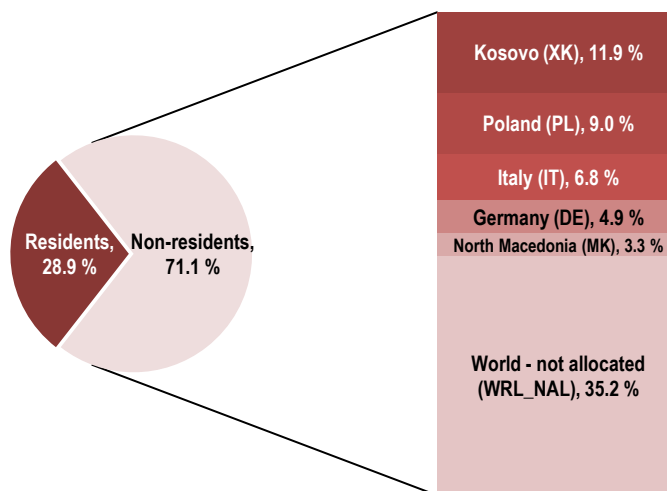 Kosovo (XK), 11.9 %
Poland (PL), 9.0 %
Italy (IT), 6.8 %
Germany (DE), 4.9 %
North Macedonia (MK), 3.3 %
Residents,
28.9 %
Non-residents,
71.1 %
World - not allocated
(WRL_NAL), 35.2 %